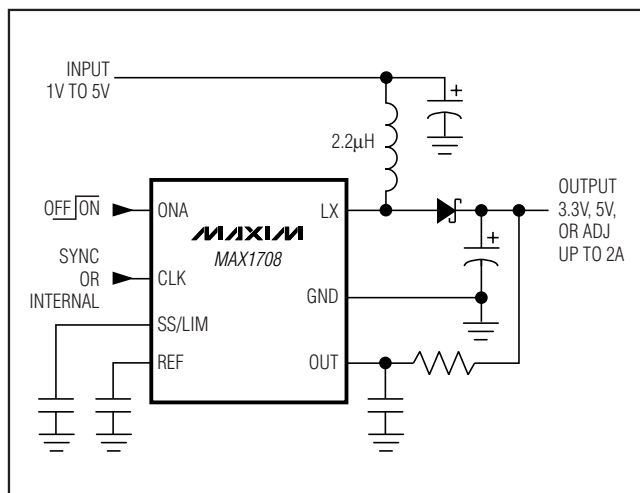 INPUT
1V TO 5V
+
2.2µH
OUTPUT
3.3V, 5V,
OR ADJ
UP TO 2A
OFF ON
ONA
LX
MAXIM
MAX1708
+
SYNC
OR
INTERNAL
CLK
GND
SS/LIM
REF
OUT